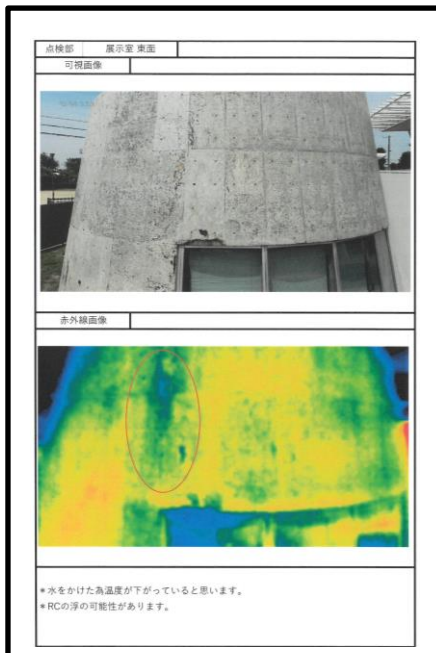 点検部 展示室 東面
可視画像
赤外線画像
*水をかけた為温度が下がっていると思います。
*RCの浮の可能性があります。